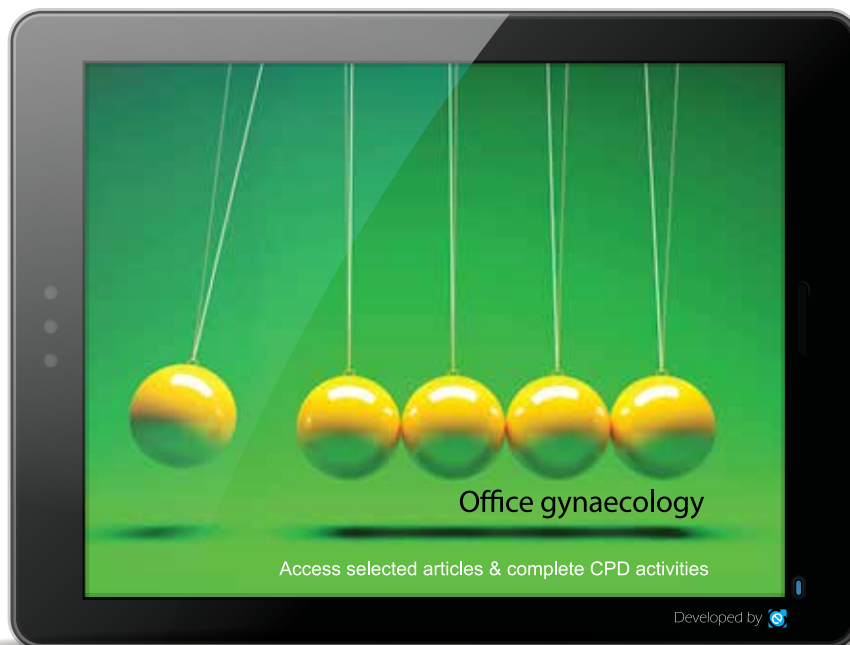 Office gynaecology
Access selected articles & complete CPD activities
Developed by